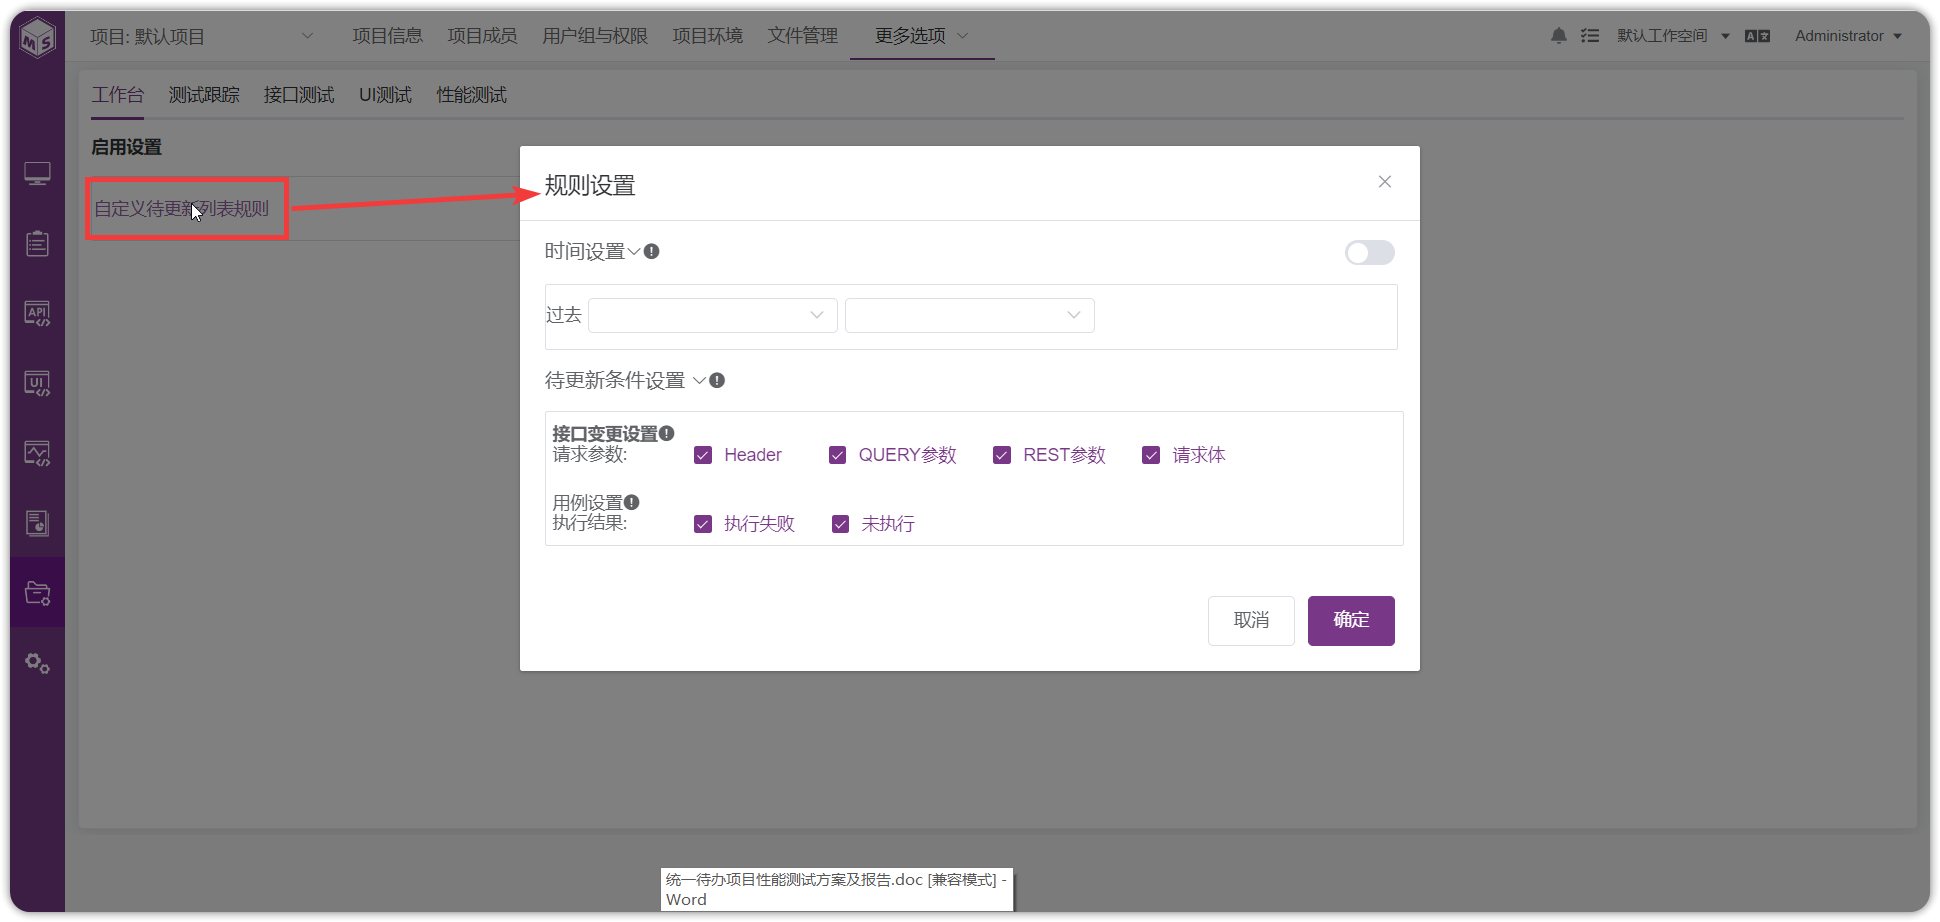 MS
项目: 默认项目
项目信息
项目成员
用户组与权限
项目环境
文件管理
更多选项
默认工作空间
Administrator
工作台
测试跟踪
接口测试
UI测试
性能测试
启用设置
自定义待更新列表规则
API
UI
规则设置
时间设置
过去
待更新条件设置
接口变更设置
请求参数:
Header
QUERY参数
REST参数
请求体
用例设置
执行结果:
执行失败
未执行
取消
确定
统一待办项目性能测试方案及报告.doc [兼容模式] -
Word